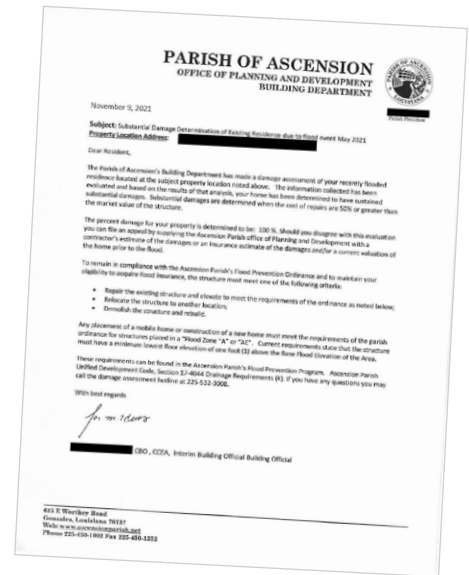 PARISH OF ASCENSION
OFFICE OF PLANNING AND DEVELOPMENT
BUILDING DEPARTMENT
PARISH OF ASCENSION
LOUISIANA
Parish President
November 9, 2021
Subject: Substantial Damage Determination of Existing Residence due to flood event May 2021
Property Location Address:
Dear Resident,
The Parish of Ascension's Building Department has made a damage assessment of your recently flooded
residence located at the subject property location noted above. The information collected has been
evaluated and based on the results of that analysis, your home has been determined to have sustained
substantial damages. Substantial damages are determined when the cost of repairs are 50% or greater than
the market value of the structure.
The percent damage for your property is determined to be: 100 %. Should you disagree with this evaluation
you can file an appeal by supplying the Ascension Parish office of Planning and Development with a
contractor's estimate of the damages or an insurance estimate of the damages and/or a current valuation of
the home prior to the flood.
To remain in compliance with the Ascension Parish's Flood Prevention Ordinance and to maintain your
eligibility to acquire flood insurance, the structure must meet one of the following criteria:
• Repair the existing structure and elevate to meet the requirements of the ordinance as noted below;
• Relocate the structure to another location;
• Demolish the structure and rebuild.
Any placement of a mobile home or construction of a new home must meet the requirements of the parish
ordinance for structures placed in a "Flood Zone "A" or "AE". Current requirements state that the structure
must have a minimum lowest floor elevation of one foot (1) above the Base Flood Elevation of the Area.
These requirements can be found in the Ascension Parish's Flood Prevention Program. Ascension Parish
Unified Development Code, Section 17-4044 Drainage Requirements (K). If you have any questions you may
call the damage assessment hotline at 225-532-3008.
With best regards
CBO, CCEA, Interim Building Official Building Official
615 E Worthey Road
Gonzales, Louisiana 70737
Web: www.ascensionparish.net
Phone 225-450-1002 Fax 225-450-1352